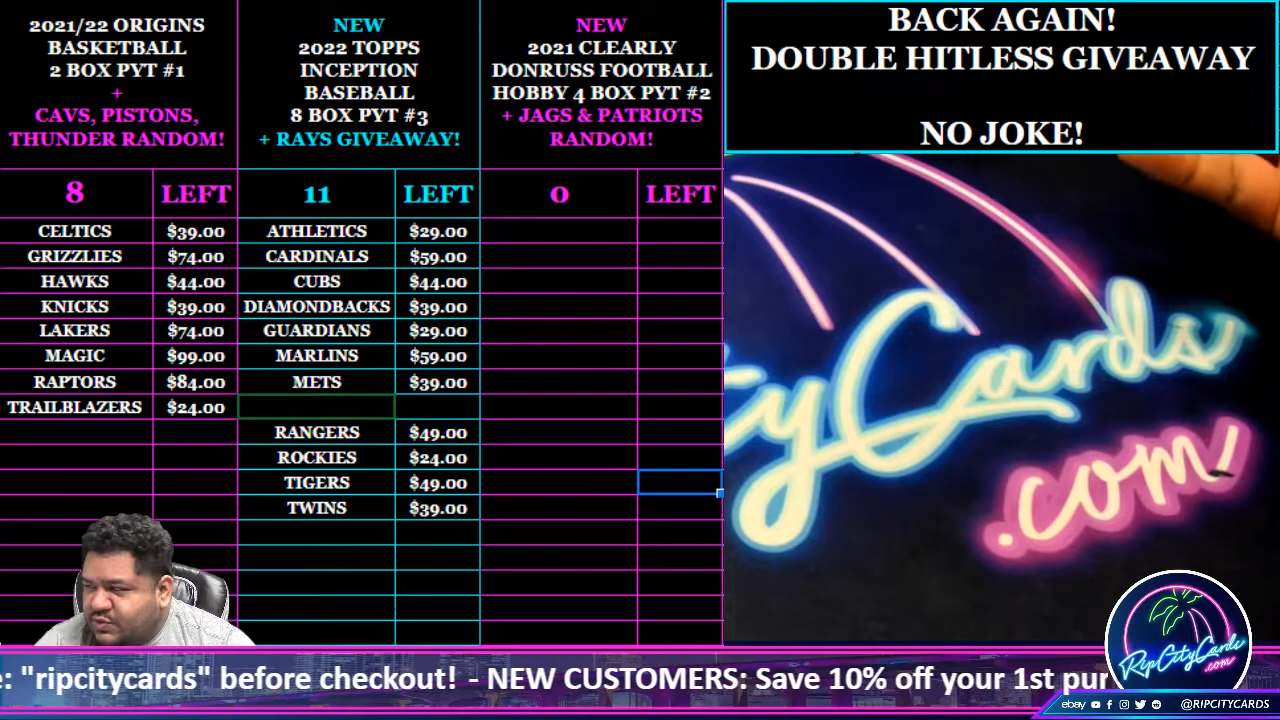 2021/22 ORIGINS
BASKETBALL
2 BOX PYT #1
+
CAVS, PISTONS,
THUNDER RANDOM!
NEW
2022 TOPPS
INCEPTION
BASEBALL
8 BOX PYT #3
+ RAYS GIVEAWAY!
NEW
2021 CLEARLY
DONRUSS FOOTBALL
HOBBY 4 BOX PYT #2
+ JAGS & PATRIOTS
RANDOM!
BACK AGAIN!
DOUBLE HITLESS GIVEAWAY
NO JOKE!
8 LEFT 11 LEFT 0 LEFT
CELTICS $39.00 ATHLETICS $29.00
GRIZZLIES $74.00 CARDINALS $59.00
HAWKS $44.00 CUBS $44.00
KNICKS $39.00 DIAMONDBACKS $39.00
LAKERS $74.00 GUARDIANS $29.00
MAGIC $99.00 MARLINS $59.00
RAPTORS $84.00 METS $39.00
TRAILBLAZERS $24.00
RANGERS $49.00
ROCKIES $24.00
TIGERS $49.00
TWINS $39.00
yCards
.com
: "ripcitycards" before checkout! - NEW CUSTOMERS: Save 10% off your 1st pur
RipCityCards
.com
ebay @RIPCITYCARDS